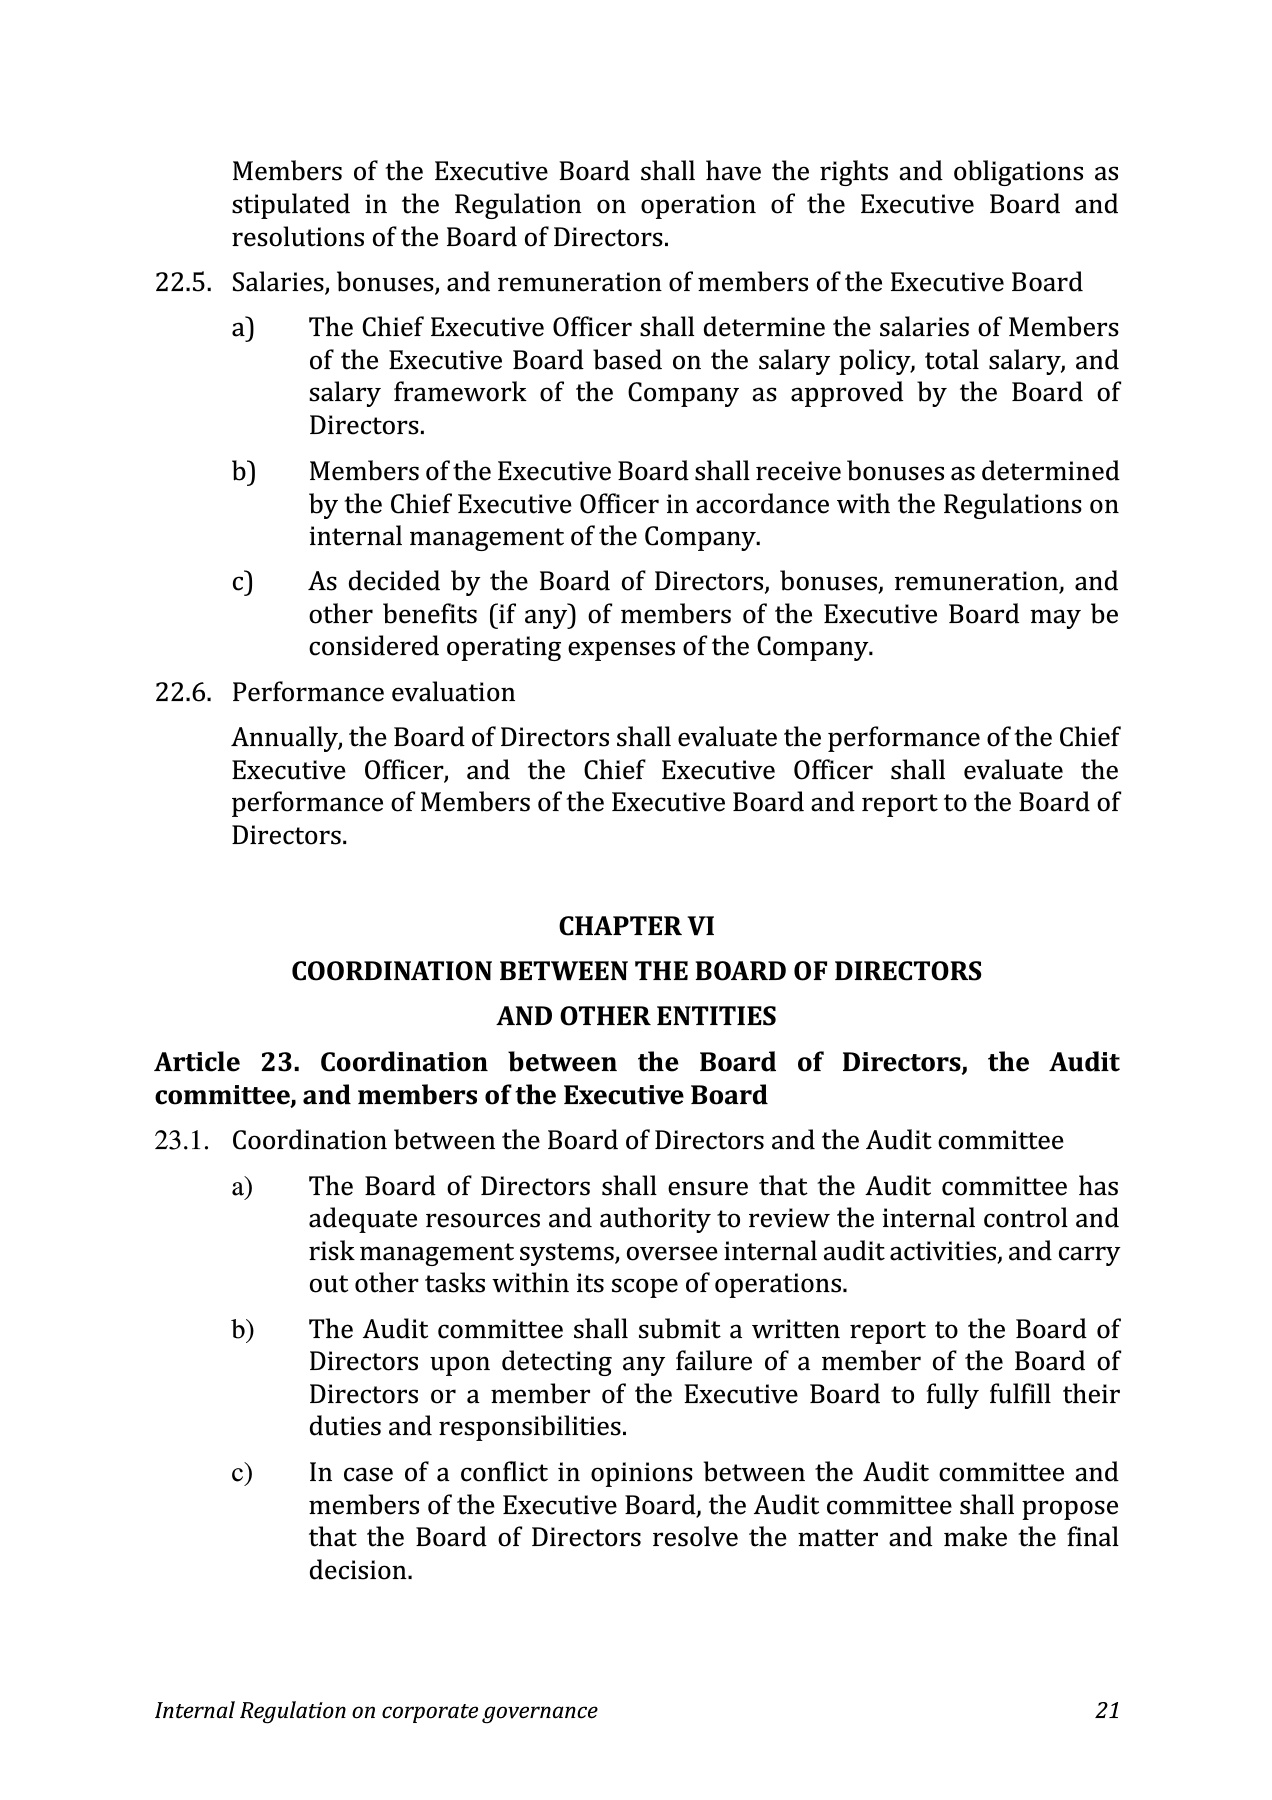 Members of the Executive Board shall have the rights and obligations as
stipulated in the Regulation on operation of the Executive Board and
resolutions of the Board of Directors.
22.5. Salaries, bonuses, and remuneration of members of the Executive Board
a) The Chief Executive Officer shall determine the salaries of Members
of the Executive Board based on the salary policy, total salary, and
salary framework of the Company as approved by the Board of
Directors.
b) Members of the Executive Board shall receive bonuses as determined
by the Chief Executive Officer in accordance with the Regulations on
internal management of the Company.
c) As decided by the Board of Directors, bonuses, remuneration, and
other benefits (if any) of members of the Executive Board may be
considered operating expenses of the Company.
22.6. Performance evaluation
Annually, the Board of Directors shall evaluate the performance of the Chief
Executive Officer, and the Chief Executive Officer shall evaluate the
performance of Members of the Executive Board and report to the Board of
Directors.
CHAPTER VI
COORDINATION BETWEEN THE BOARD OF DIRECTORS
AND OTHER ENTITIES
Article 23. Coordination between the Board of Directors, the Audit
committee, and members of the Executive Board
23.1. Coordination between the Board of Directors and the Audit committee
a) The Board of Directors shall ensure that the Audit committee has
adequate resources and authority to review the internal control and
risk management systems, oversee internal audit activities, and carry
out other tasks within its scope of operations.
b) The Audit committee shall submit a written report to the Board of
Directors upon detecting any failure of a member of the Board of
Directors or a member of the Executive Board to fully fulfill their
duties and responsibilities.
c) In case of a conflict in opinions between the Audit committee and
members of the Executive Board, the Audit committee shall propose
that the Board of Directors resolve the matter and make the final
decision.
Internal Regulation on corporate governance 21